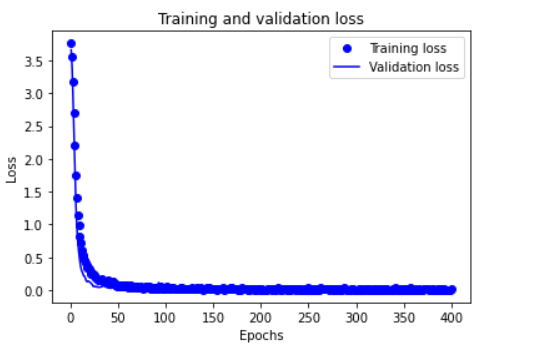 Training and validation loss
Training loss
Validation loss
3.5
3.0
2.5
2.0
1.5
1.0
0.5
0.0
Loss
0 50 100 150 200 250 300 350 400
Epochs